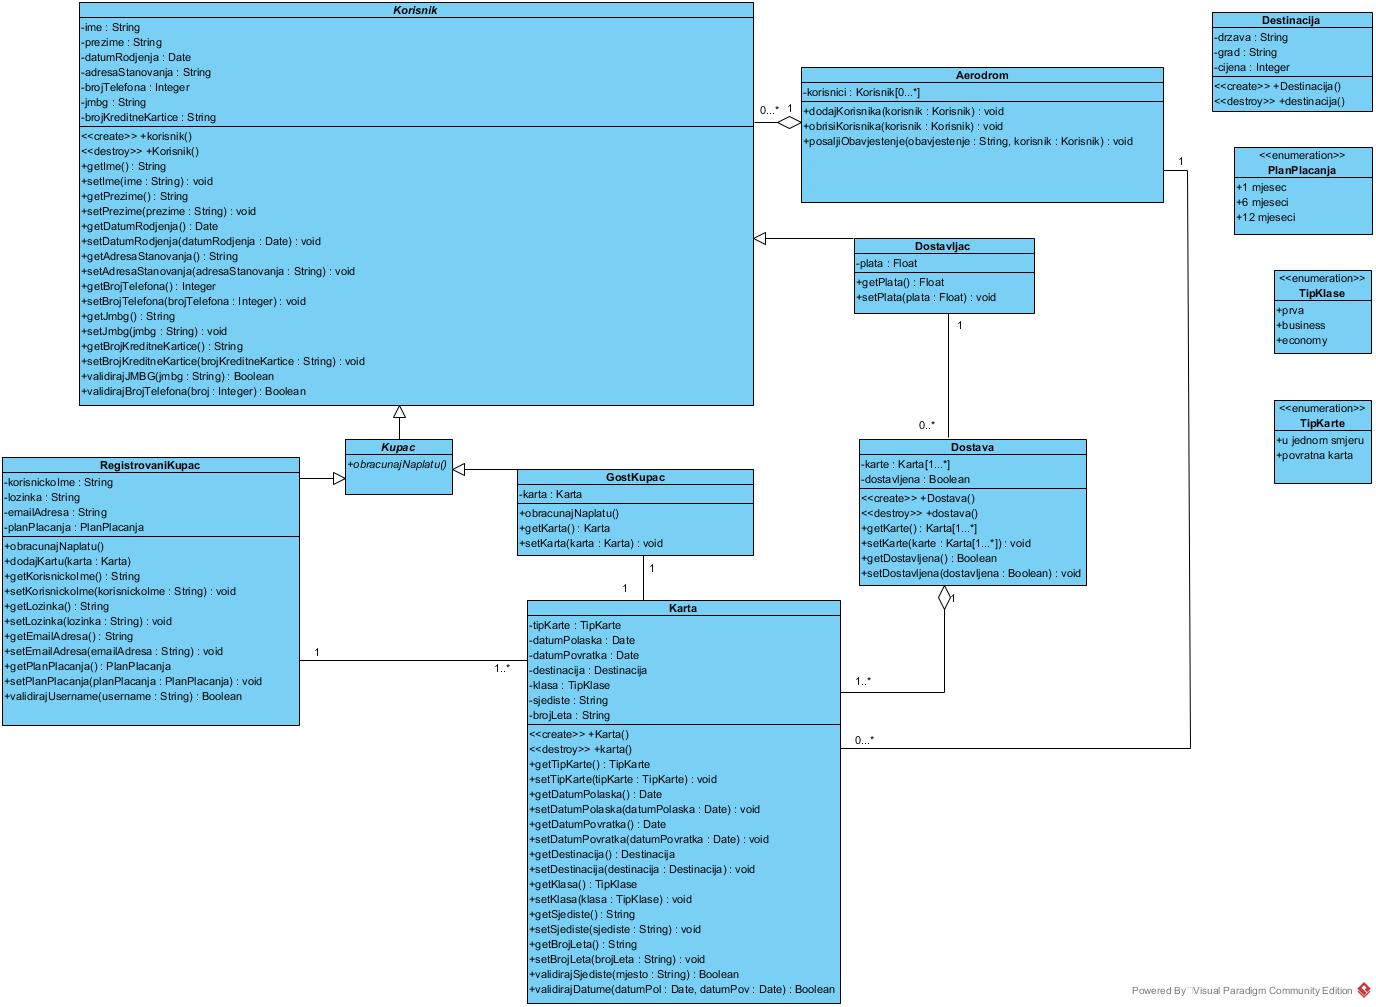 Korisnik
-ime : String
-prezime : String
-datumRodjenja : Date
-adresaStanovanja : String
-brojTelefona : Integer
-jmbg : String
-brojKreditneKartice : String
<<create>> +korisnik()
<<destroy>> +Korisnik()
+getIme() : String
+setIme(ime : String) : void
+getPrezime() : String
+setPrezime(prezime : String) : void
+getDatumRodjenja() : Date
+setDatumRodjenja(datumRodjenja : Date) : void
+getAdresaStanovanja() : String
+setAdresaStanovanja(adresaStanovanja : String) : void
+getBrojTelefona() : Integer
+setBrojTelefona(brojTelefona : Integer) : void
+getJmbg() : String
+setJmbg(jmbg : String) : void
+getBrojKreditneKartice() : String
+setBrojKreditneKartice(brojKreditneKartice : String) : void
+validirajJMBG(jmbg : String) : Boolean
+validirajBrojTelefona(broj : Integer) : Boolean
0...*
1
Aerodrom
-korisnici : Korisnik[0...*]
+dodajKorisnika(korisnik : Korisnik) : void
+obrisiKorisnika(korisnik : Korisnik) : void
+posaljiObavjestenje(obavjestenje : String, korisnik : Korisnik) : void
1
Destinacija
-drzava : String
-grad : String
-cijena : Integer
<<create>> +Destinacija()
<<destroy>> +destinacija()
<<enumeration>>
PlanPlacanja
+1 mjesec
+6 mjeseci
+12 mjeseci
<<enumeration>>
TipKlase
+prva
+business
+economy
<<enumeration>>
TipKarte
+u jednom smjeru
+povratna karta
Dostavljac
-plata : Float
+getPlata() : Float
+setPlata(plata : Float) : void
1
0..*
Dostava
-karte : Karta[1...*]
-dostavljena : Boolean
<<create>> +Dostava()
<<destroy>> +dostava()
+getKarte() : Karta[1...*]
+setKarte(karte : Karta[1...*]) : void
+getDostavljena() : Boolean
+setDostavljena(dostavljena : Boolean) : void
1
1..*
0...*
Kupac
+obracunajNaplatu()
RegistrovaniKupac
-korisnickoIme : String
-lozinka : String
-emailAdresa : String
-planPlacanja : PlanPlacanja
+obracunajNaplatu()
+dodajKartu(karta : Karta)
+getKorisnickoIme() : String
+setKorisnickoIme(korisnickoIme : String) : void
+getLozinka() : String
+setLozinka(lozinka : String) : void
+getEmailAdresa() : String
+setEmailAdresa(emailAdresa : String) : void
+getPlanPlacanja() : PlanPlacanja
+setPlanPlacanja(planPlacanja : PlanPlacanja) : void
+validirajUsername(username : String) : Boolean
1
1..*
GostKupac
-karta : Karta
+obracunajNaplatu()
+getKarta() : Karta
+setKarta(karta : Karta) : void
1
1
Karta
-tipKarte : TipKarte
-datumPolaska : Date
-datumPovratka : Date
-destinacija : Destinacija
-klasa : TipKlase
-sjediste : String
-brojLeta : String
<<create>> +Karta()
<<destroy>> +karta()
+getTipKarte() : TipKarte
+setTipKarte(tipKarte : TipKarte) : void
+getDatumPolaska() : Date
+setDatumPolaska(datumPolaska : Date) : void
+getDatumPovratka() : Date
+setDatumPovratka(datumPovratka : Date) : void
+getDestinacija() : Destinacija
+setDestinacija(destinacija : Destinacija) : void
+getKlasa() : TipKlase
+setKlasa(klasa : TipKlase) : void
+getSjediste() : String
+setSjediste(sjediste : String) : void
+getBrojLeta() : String
+setBrojLeta(brojLeta : String) : void
+validirajSjediste(mjesto : String) : Boolean
+validirajDatume(datumPol : Date, datumPov : Date) : Boolean
Powered By Visual Paradigm Community Edition